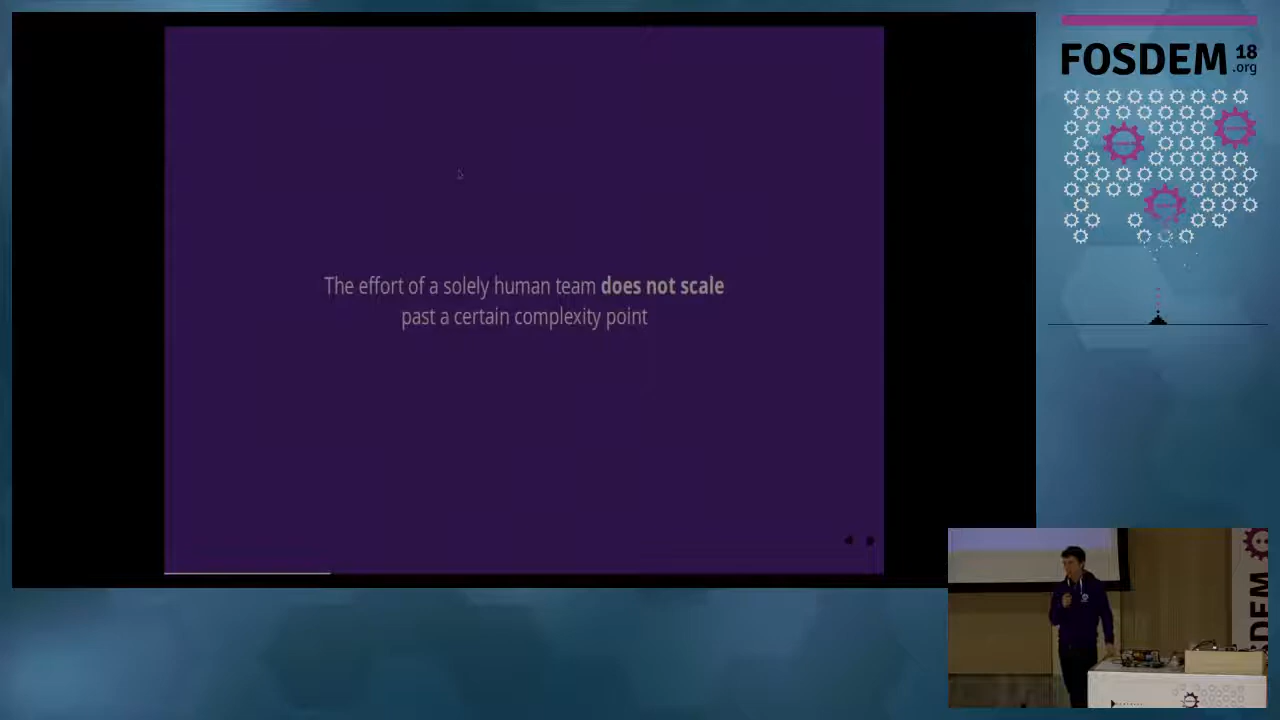 The effort of a solely human team does not scale
past a certain complexity point
FOSDEM 18
.org